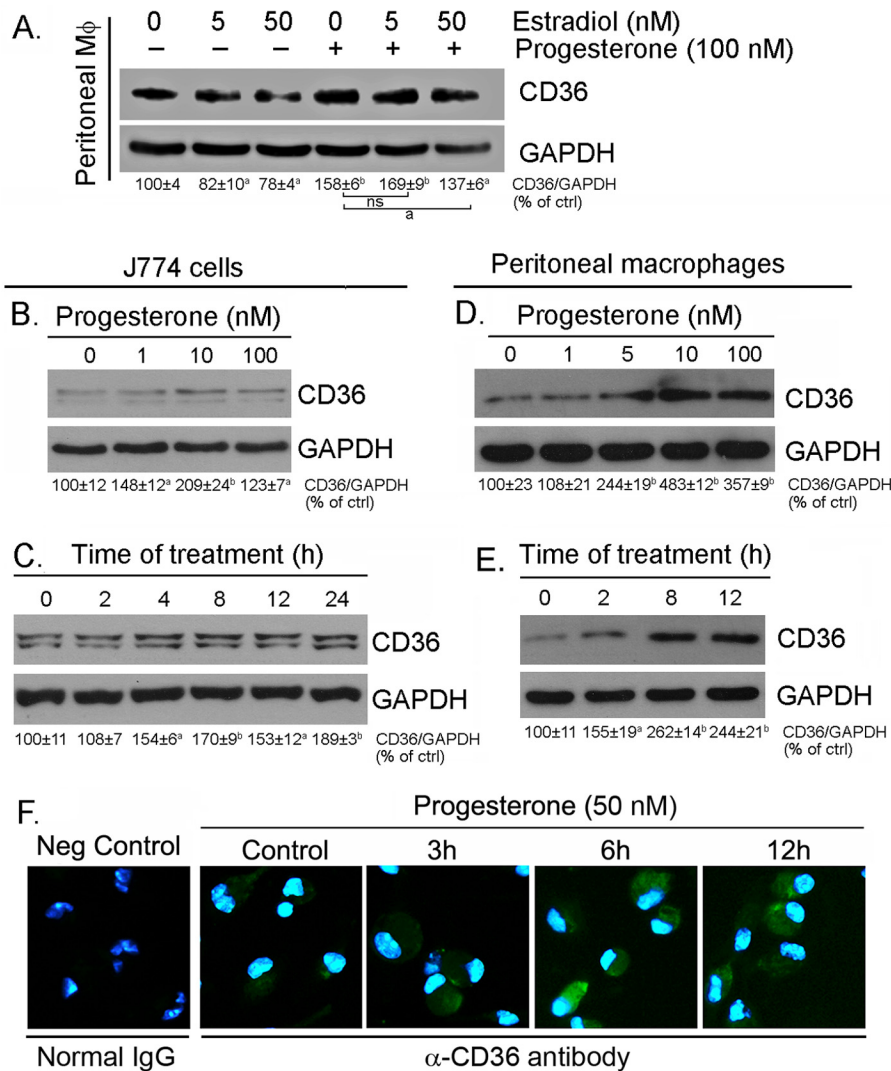 A.
Peritoneal Mϕ
0 5 50 0 5 50 Estradiol (nM)
− − − + + + Progesterone (100 nM)
CD36
GAPDH
100±4 82±10ᵃ 78±4ᵃ 158±6ᵇ 169±9ᵇ 137±6ᵃ CD36/GAPDH
(% of ctrl)
ns
a
J774 cells
B. Progesterone (nM)
0 1 10 100
CD36
GAPDH
100±12 148±12ᵃ 209±24ᵇ 123±7ᵃ CD36/GAPDH
(% of ctrl)
C. Time of treatment (h)
0 2 4 8 12 24
CD36
GAPDH
100±11 108±7 154±6ᵃ 170±9ᵇ 153±12ᵃ 189±3ᵇ CD36/GAPDH
(% of ctrl)
Peritoneal macrophages
D. Progesterone (nM)
0 1 5 10 100
CD36
GAPDH
100±23 108±21 244±19ᵇ 483±12ᵇ 357±9ᵇ CD36/GAPDH
(% of ctrl)
E. Time of treatment (h)
0 2 8 12
CD36
GAPDH
100±11 155±19ᵃ 262±14ᵇ 244±21ᵇ CD36/GAPDH
(% of ctrl)
F.
Progesterone (50 nM)
Neg Control Control 3h 6h 12h
Normal IgG α-CD36 antibody